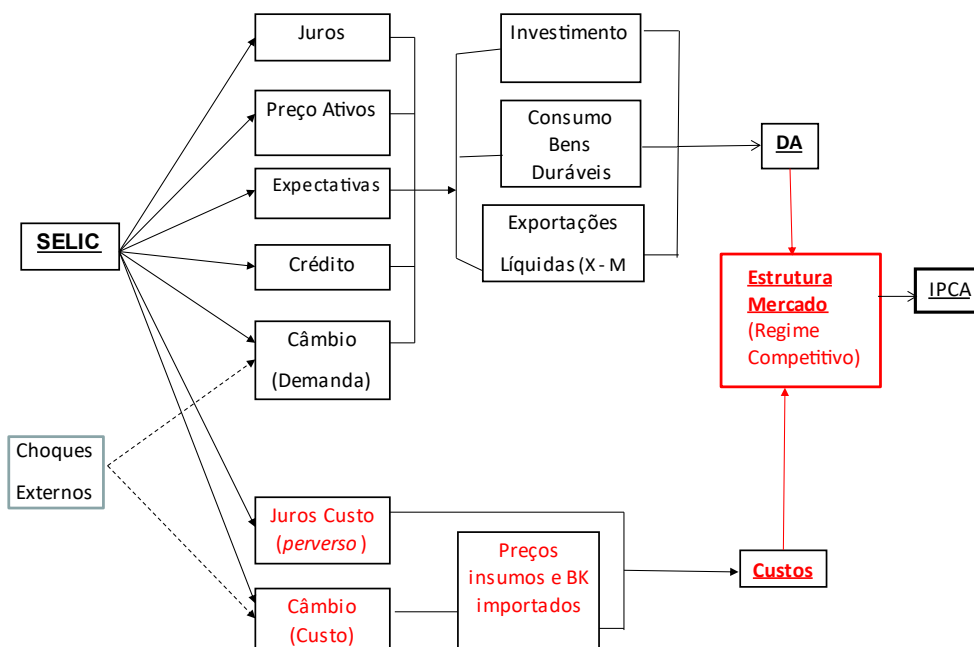 Juros
Preço Ativos
Expectativas
Crédito
Câmbio
(Demanda)
Investimento
Consumo
Bens
Duráveis
Exportações
Líquidas (X - M
DA
SELIC
Estrutura
Mercado
(Regime
Competitivo)
IPCA
Choques
Externos
Juros Custo
(perverso )
Câmbio
(Custo)
Preços
insumos e BK
importados
Custos